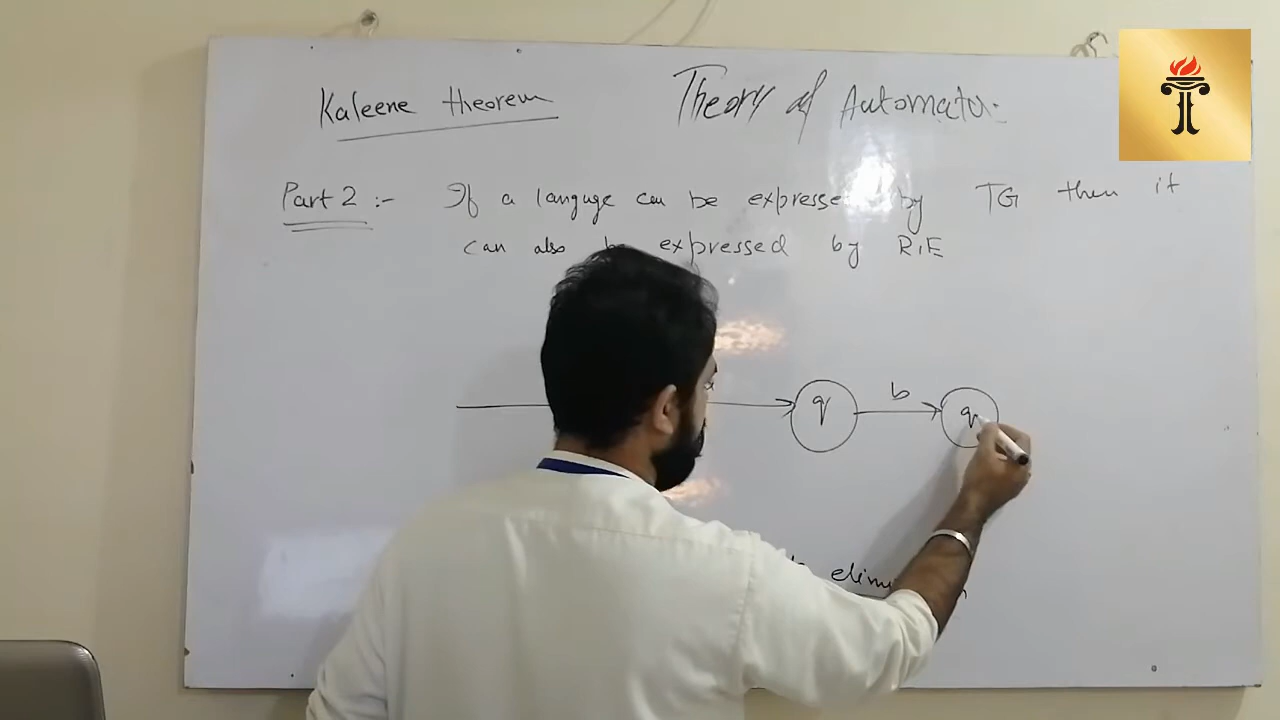 Kaleene theorem
Theory of Automata:
Part 2 :- If a languge can be expresse by TG then it
can also be expressed by R.E
b
q
q